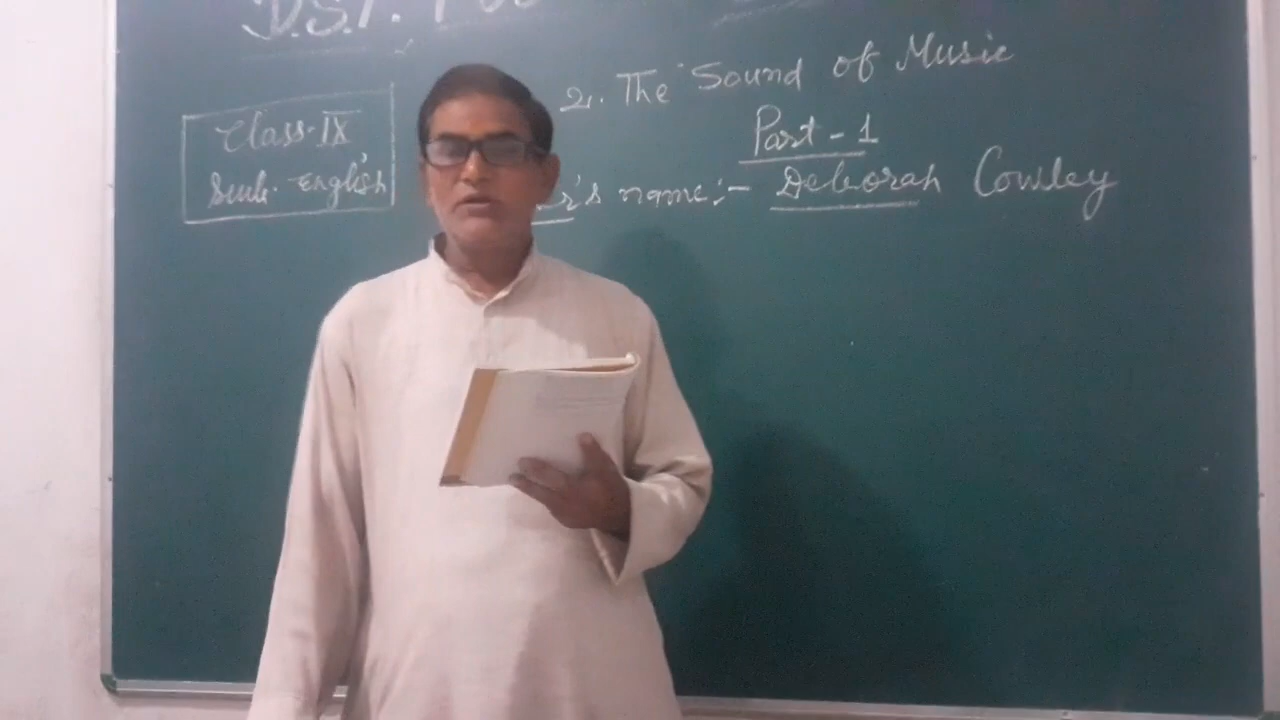 D.S.P.
2. The Sound of Music
Part - 1
Class-IX
Sub. English
r's name:- Deborah Cowley